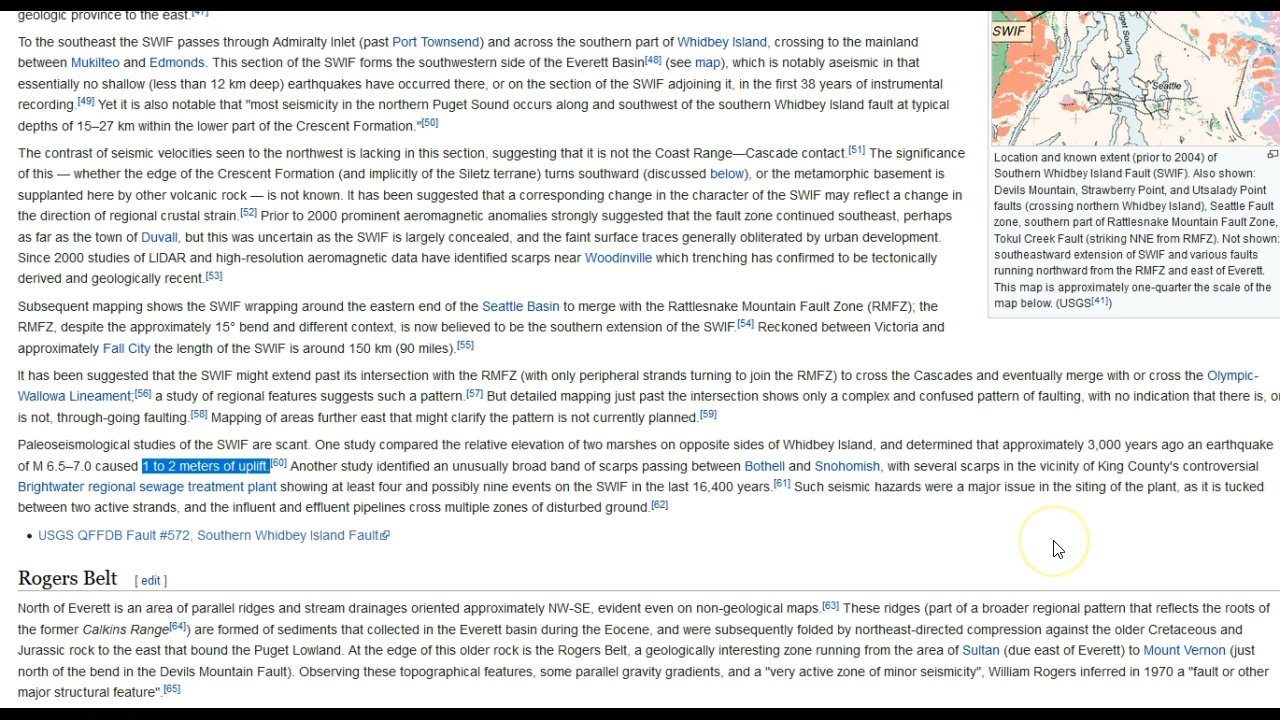 geologic province to the east.[47]
To the southeast the SWIF passes through Admiralty Inlet (past Port Townsend) and across the southern part of Whidbey Island, crossing to the mainland
between Mukilteo and Edmonds. This section of the SWIF forms the southwestern side of the Everett Basin[48] (see map), which is notably aseismic in that
essentially no shallow (less than 12 km deep) earthquakes have occurred there, or on the section of the SWIF adjoining it, in the first 38 years of instrumental
recording.[49] Yet it is also notable that "most seismicity in the northern Puget Sound occurs along and southwest of the southern Whidbey Island fault at typical
depths of 15–27 km within the lower part of the Crescent Formation."[50]
The contrast of seismic velocities seen to the northwest is lacking in this section, suggesting that it is not the Coast Range—Cascade contact.[51] The significance
of this — whether the edge of the Crescent Formation (and implicitly of the Siletz terrane) turns southward (discussed below), or the metamorphic basement is
supplanted here by other volcanic rock — is not known. It has been suggested that a corresponding change in the character of the SWIF may reflect a change in
the direction of regional crustal strain.[52] Prior to 2000 prominent aeromagnetic anomalies strongly suggested that the fault zone continued southeast, perhaps
as far as the town of Duvall, but this was uncertain as the SWIF is largely concealed, and the faint surface traces generally obliterated by urban development.
Since 2000 studies of LIDAR and high-resolution aeromagnetic data have identified scarps near Woodinville which trenching has confirmed to be tectonically
derived and geologically recent.[53]
Subsequent mapping shows the SWIF wrapping around the eastern end of the Seattle Basin to merge with the Rattlesnake Mountain Fault Zone (RMFZ); the
RMFZ, despite the approximately 15° bend and different context, is now believed to be the southern extension of the SWIF.[54] Reckoned between Victoria and
approximately Fall City the length of the SWIF is around 150 km (90 miles).[55]
It has been suggested that the SWIF might extend past its intersection with the RMFZ (with only peripheral strands turning to join the RMFZ) to cross the Cascades and eventually merge with or cross the Olympic-
Wallowa Lineament;[56] a study of regional features suggests such a pattern.[57] But detailed mapping just past the intersection shows only a complex and confused pattern of faulting, with no indication that there is, or
is not, through-going faulting.[58] Mapping of areas further east that might clarify the pattern is not currently planned.[59]
Paleoseismological studies of the SWIF are scant. One study compared the relative elevation of two marshes on opposite sides of Whidbey Island, and determined that approximately 3,000 years ago an earthquake
of M 6.5–7.0 caused 1 to 2 meters of uplift.[60] Another study identified an unusually broad band of scarps passing between Bothell and Snohomish, with several scarps in the vicinity of King County's controversial
Brightwater regional sewage treatment plant showing at least four and possibly nine events on the SWIF in the last 16,400 years.[61] Such seismic hazards were a major issue in the siting of the plant, as it is tucked
between two active strands, and the influent and effluent pipelines cross multiple zones of disturbed ground.[62]
• USGS QFFDB Fault #572, Southern Whidbey Island Fault
Rogers Belt [ edit ]
North of Everett is an area of parallel ridges and stream drainages oriented approximately NW-SE, evident even on non-geological maps.[63] These ridges (part of a broader regional pattern that reflects the roots of
the former Calkins Range[64]) are formed of sediments that collected in the Everett basin during the Eocene, and were subsequently folded by northeast-directed compression against the older Cretaceous and
Jurassic rock to the east that bound the Puget Lowland. At the edge of this older rock is the Rogers Belt, a geologically interesting zone running from the area of Sultan (due east of Everett) to Mount Vernon (just
north of the bend in the Devils Mountain Fault). Observing these topographical features, some parallel gravity gradients, and a "very active zone of minor seismicity", William Rogers inferred in 1970 a "fault or other
major structural feature".[65]
SWIF
Puget Sound
Seattle
Location and known extent (prior to 2004) of
Southern Whidbey Island Fault (SWIF). Also shown:
Devils Mountain, Strawberry Point, and Utsalady Point
faults (crossing northern Whidbey Island), Seattle Fault
zone, southern part of Rattlesnake Mountain Fault Zone,
Tokul Creek Fault (striking NNE from RMFZ). Not shown:
southeastward extension of SWIF and various faults
running northward from the RMFZ and east of Everett.
This map is approximately one-quarter the scale of the
map below. (USGS[41])